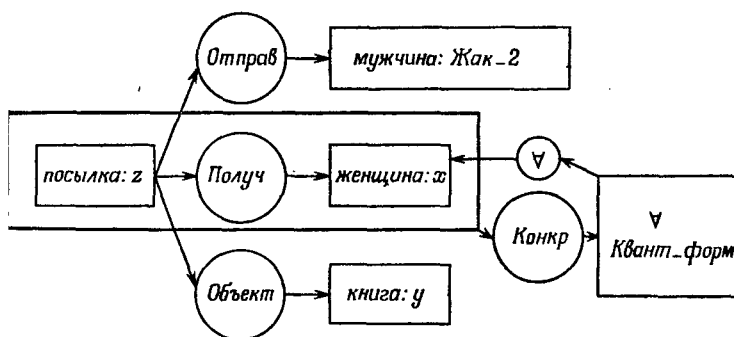 Отправ
мужчина: Жак_2
посылка: z
Получ
женщина: x
∀
Конкр
∀
Квант_форм
Объект
книга: y